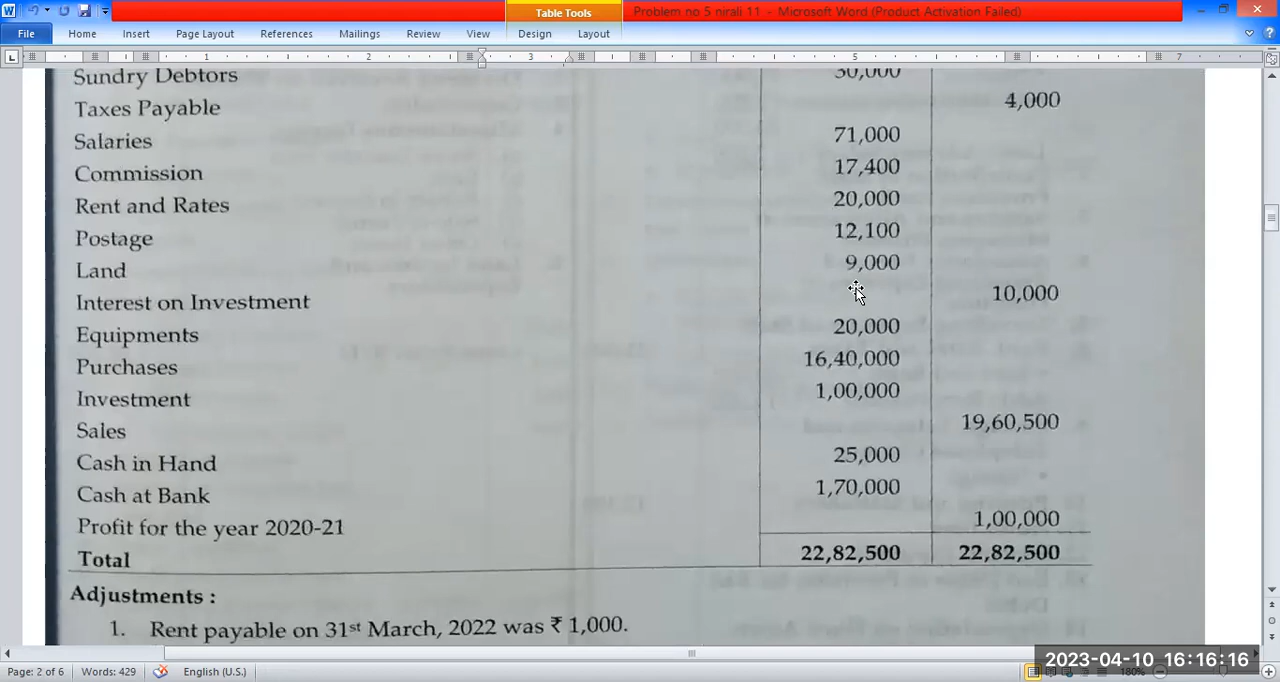 Table Tools
Problem no 5 nirali 11 - Microsoft Word (Product Activation Failed)
File Home Insert Page Layout References Mailings Review View Design Layout
1 2 3 5 7
Sundry Debtors 30,000
Taxes Payable 4,000
Salaries 71,000
Commission 17,400
Rent and Rates 20,000
Postage 12,100
Land 9,000
Interest on Investment 10,000
Equipments 20,000
Purchases 16,40,000
Investment 1,00,000
Sales 19,60,500
Cash in Hand 25,000
Cash at Bank 1,70,000
Profit for the year 2020-21 1,00,000
Total 22,82,500 22,82,500
Adjustments :
1. Rent payable on 31st March, 2022 was ₹ 1,000.
Page: 2 of 6 Words: 429 English (U.S.) 180%
2023-04-10 16:16:16